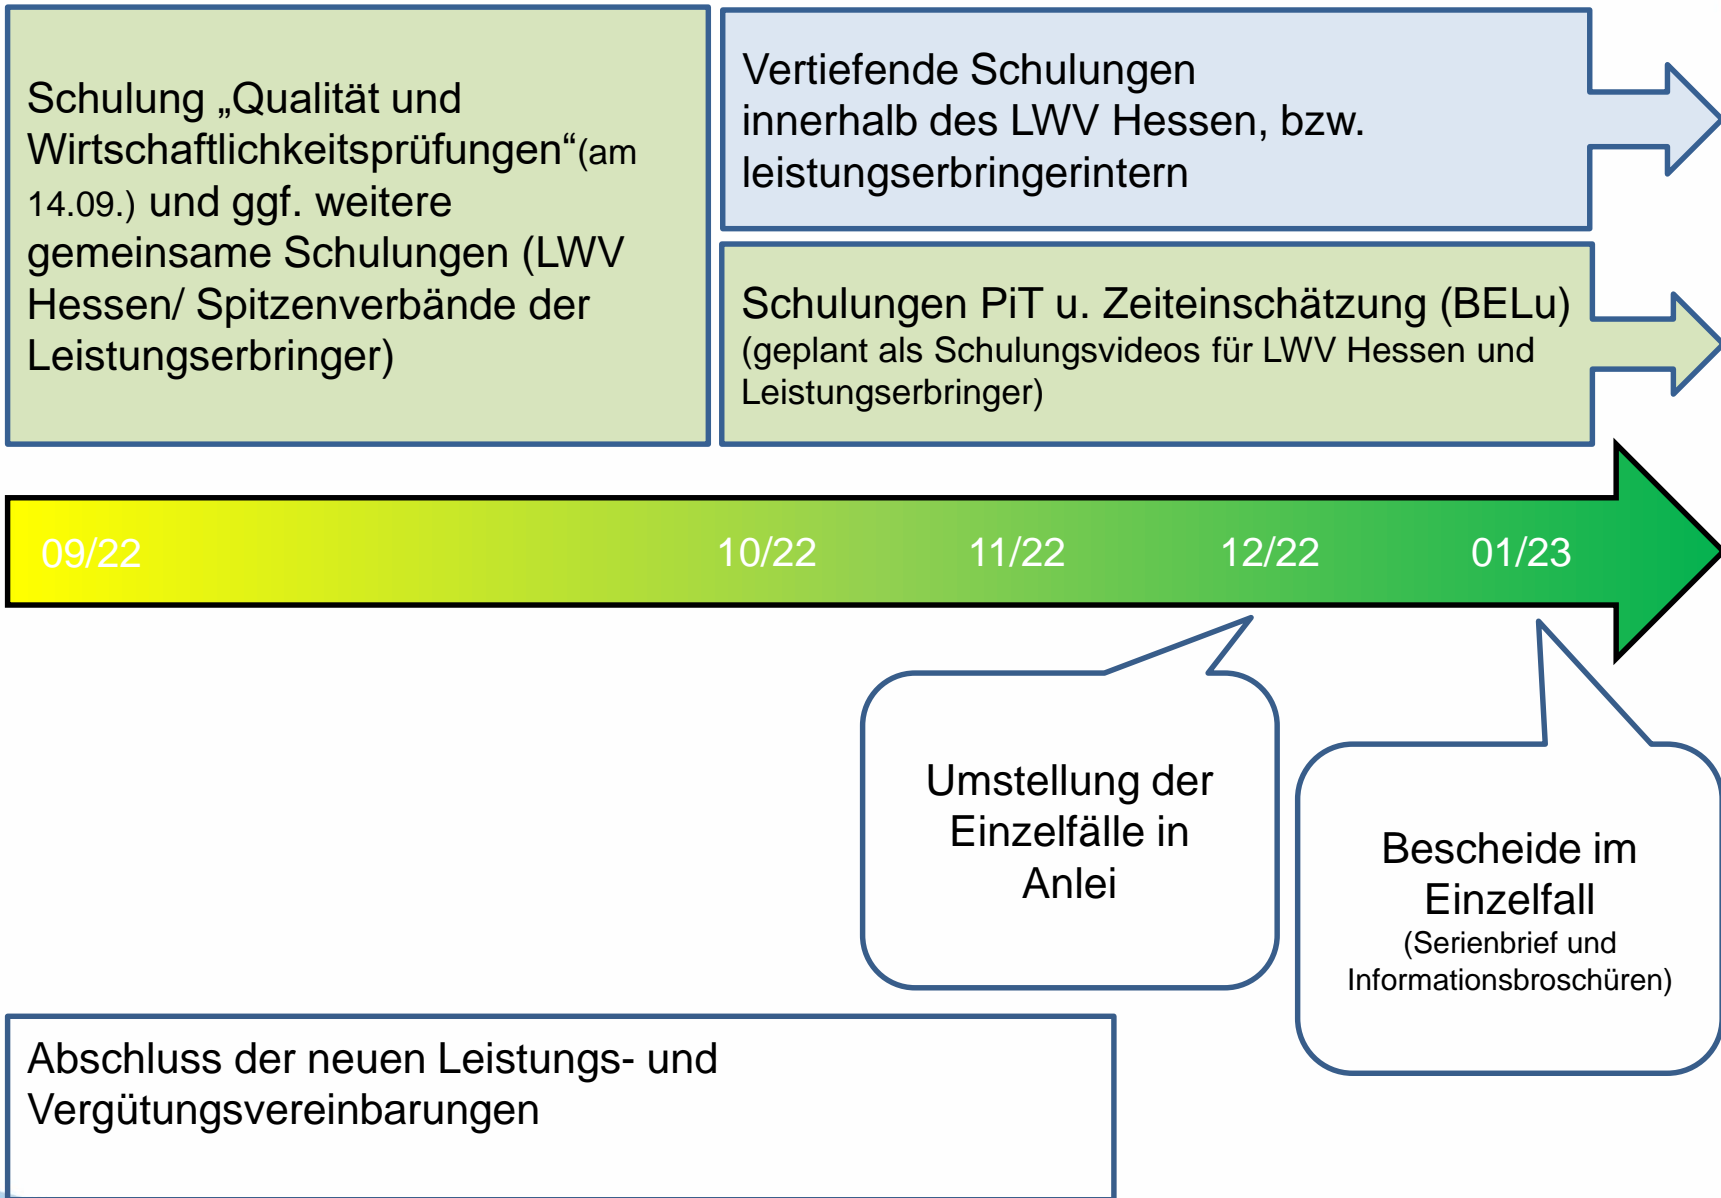 Schulung „Qualität und
Wirtschaftlichkeitsprüfungen“(am
14.09.) und ggf. weitere
gemeinsame Schulungen (LWV
Hessen/ Spitzenverbände der
Leistungserbringer)
Vertiefende Schulungen
innerhalb des LWV Hessen, bzw.
leistungserbringerintern
Schulungen PiT u. Zeiteinschätzung (BELu)
(geplant als Schulungsvideos für LWV Hessen und
Leistungserbringer)
09/22 10/22 11/22 12/22 01/23
Umstellung der
Einzelfälle in
Anlei
Bescheide im
Einzelfall
(Serienbrief und
Informationsbroschüren)
Abschluss der neuen Leistungs- und
Vergütungsvereinbarungen